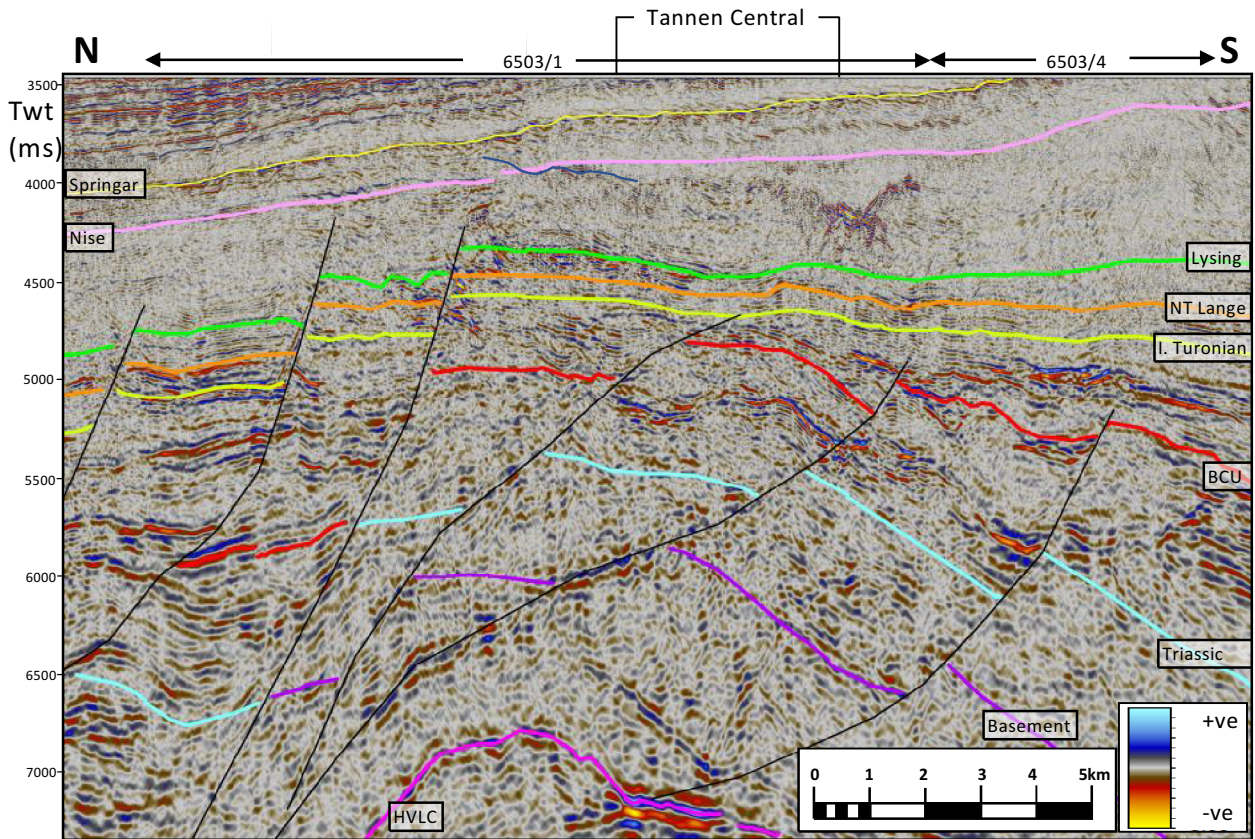 Tannen Central
N
6503/1
6503/4
S
3500
Twt
(ms)
4000
Springar
Nise
Lysing
4500
NT Lange
I. Turonian
5000
5500
BCU
6000
Triassic
6500
Basement
+ve
7000
0 1 2 3 4 5km
HVLC
-ve